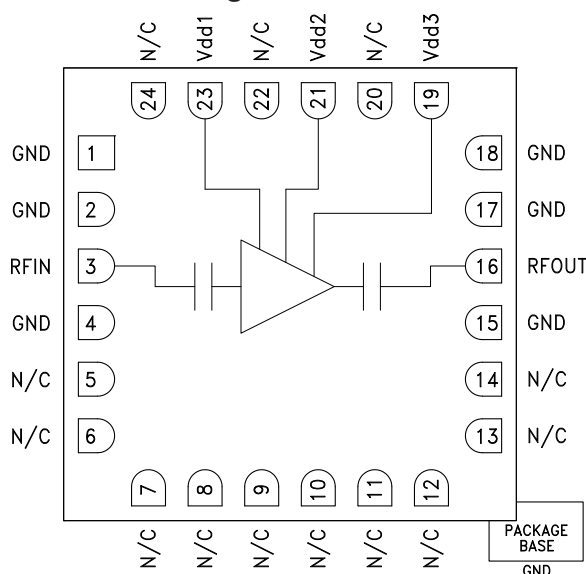 N/C Vdd1 N/C Vdd2 N/C Vdd3
24 23 22 21 20 19
GND 1 18 GND
GND 2 17 GND
RFIN 3 16 RFOUT
GND 4 15 GND
N/C 5 14 N/C
N/C 6 13 N/C
7 8 9 10 11 12
N/C N/C N/C N/C N/C N/C
PACKAGE
BASE
GND